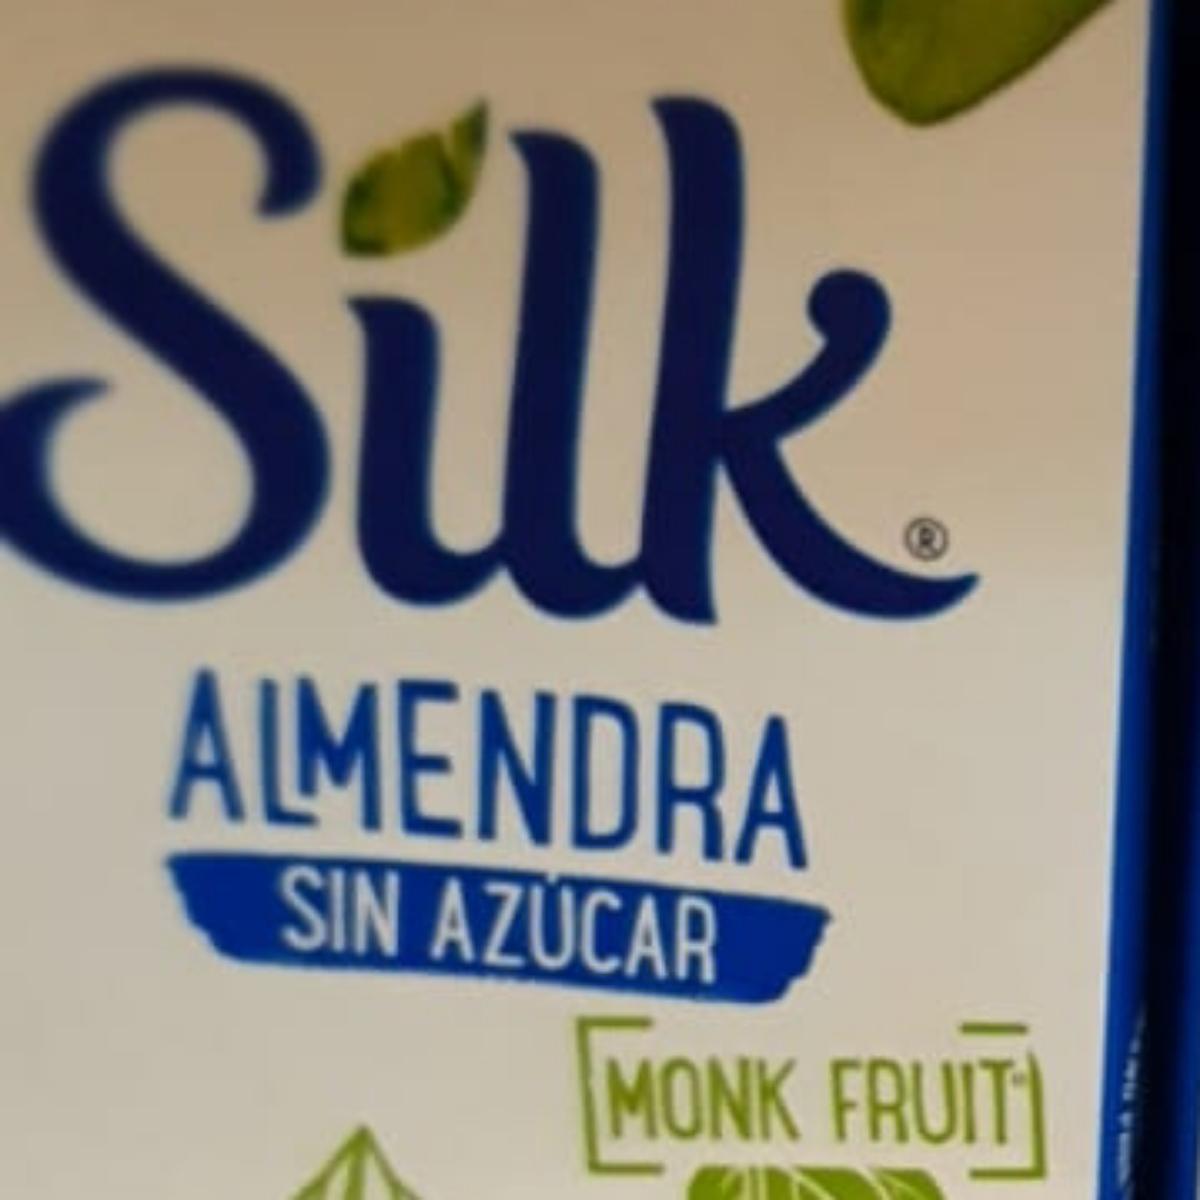 Silk®
ALMENDRA
SIN AZÚCAR
MONK FRUIT